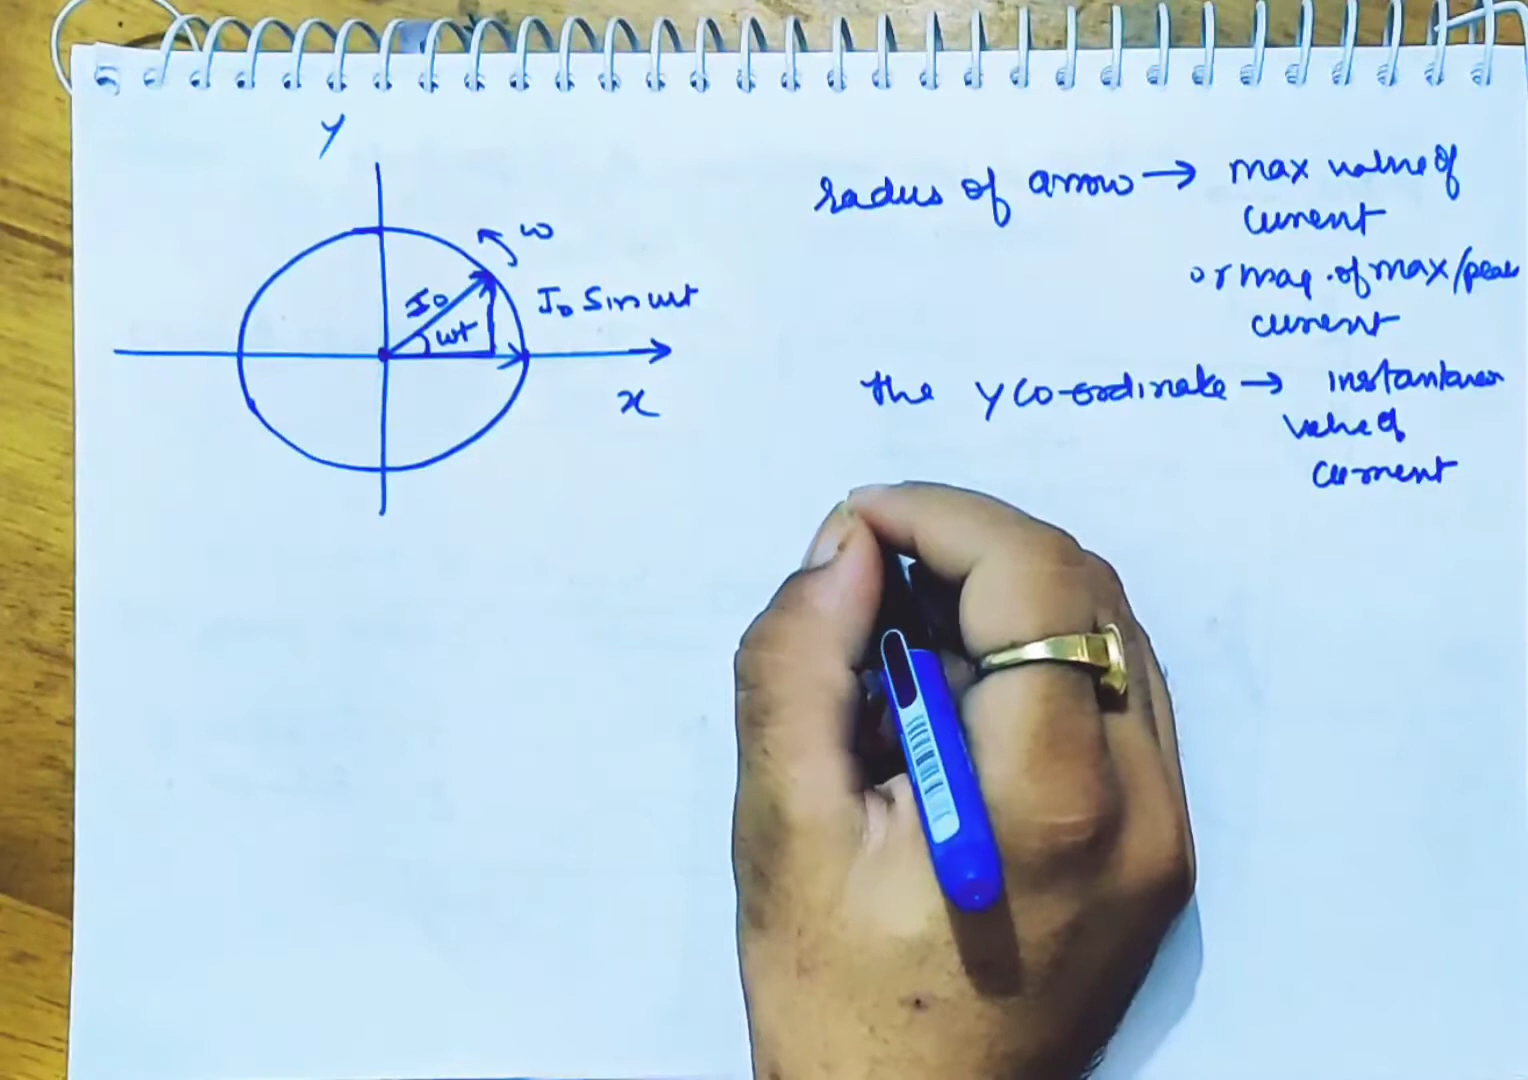 y
ω
I₀
I₀ Sin ωt
ωt
x
radius of arrow → max value of
current
or mag. of max/peak
current
the y co-ordinate →
value of
current